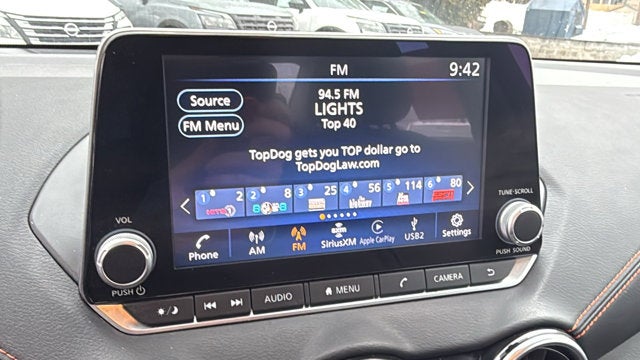 FM
9:42
Source
FM Menu
94.5 FM
LIGHTS
Top 40
TopDog gets you TOP dollar go to
TopDogLaw.com
1 2
2 8
3 25
4 56
5 114
6 80
Phone
AM
FM
SiriusXM
Apple CarPlay
USB2
Settings
VOL
PUSH
TUNE·SCROLL
PUSH SOUND
AUDIO
MENU
CAMERA